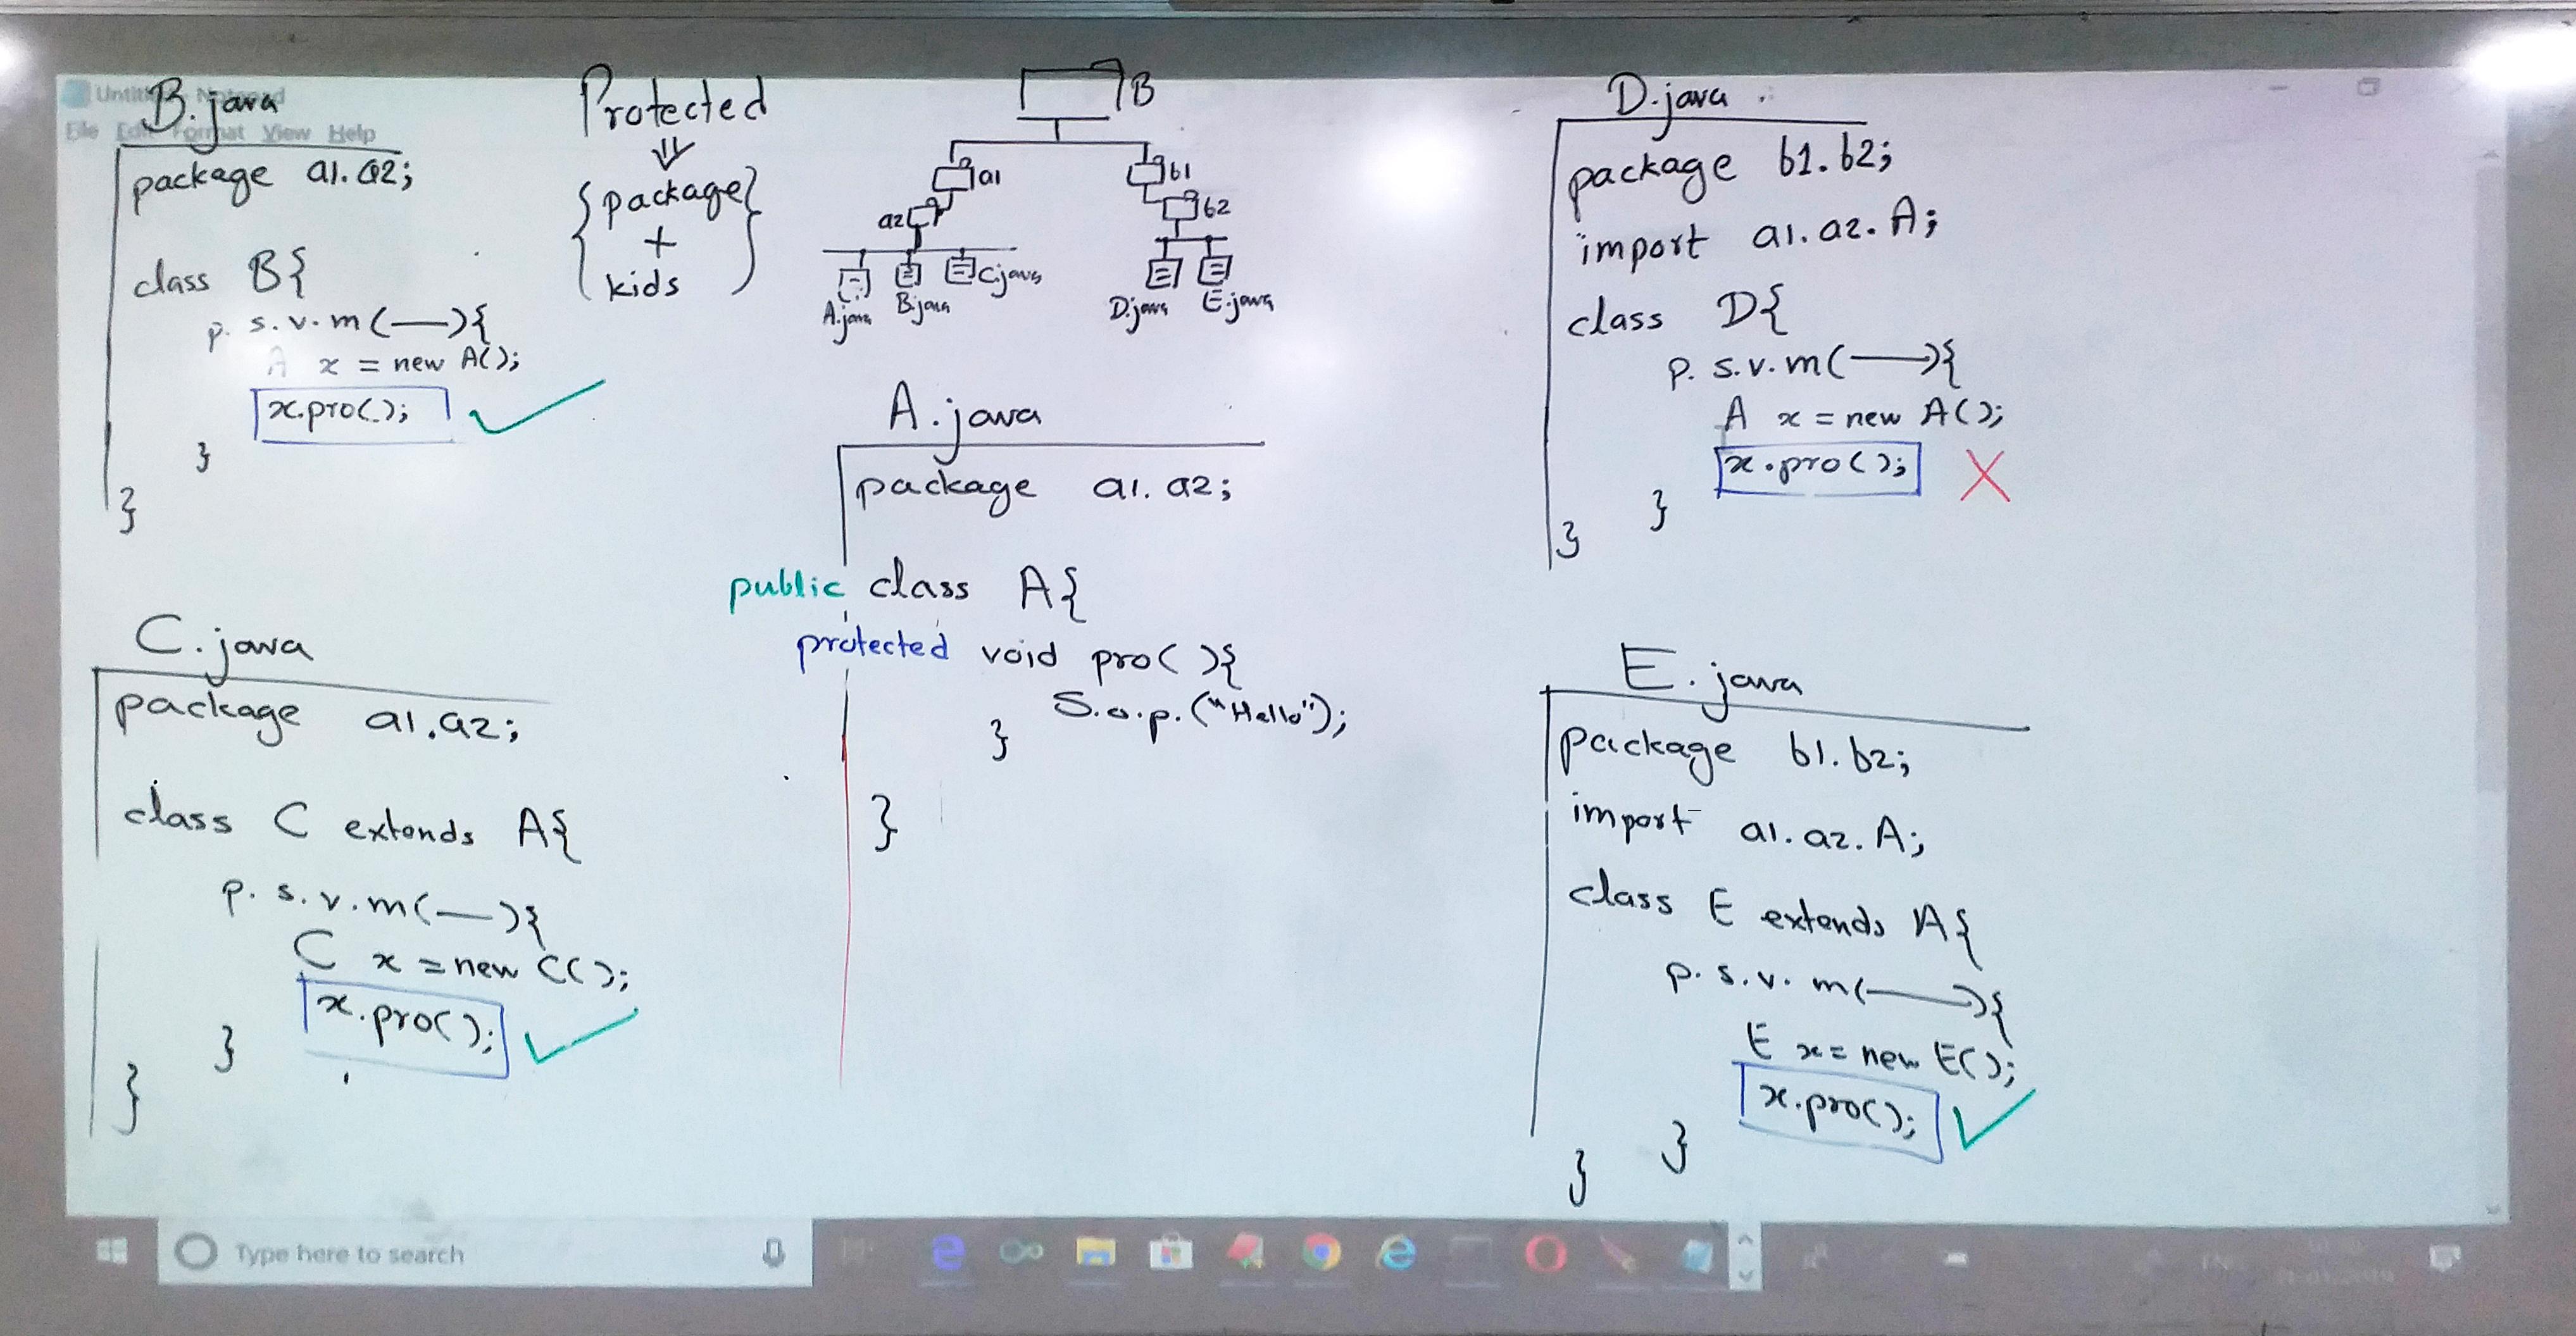 B.java
Untitled - Notepad
File Edit Format View Help
package a1.a2;
class B{
p. s. v. m(—){
A x = new A();
x.pro();
}
}
Protected
{package}
+
kids
B
a1
a2
A.java
B.java
C.java
b1
b2
D.java
E.java
A.java
package a1.a2;
public class A{
protected void pro( ){
S.o.p.("Hello");
}
}
C.java
package a1.a2;
class C extends A{
p. s. v. m(—){
C x = new C();
x.pro();
}
}
D.java
package b1.b2;
import a1.a2.A;
class D{
p. s. v. m(—){
A x = new A();
x.pro(); X
}
}
E.java
package b1.b2;
import a1.a2.A;
class E extends A{
p. s. v. m(—){
E x = new E();
x.pro();
}
}
Type here to search